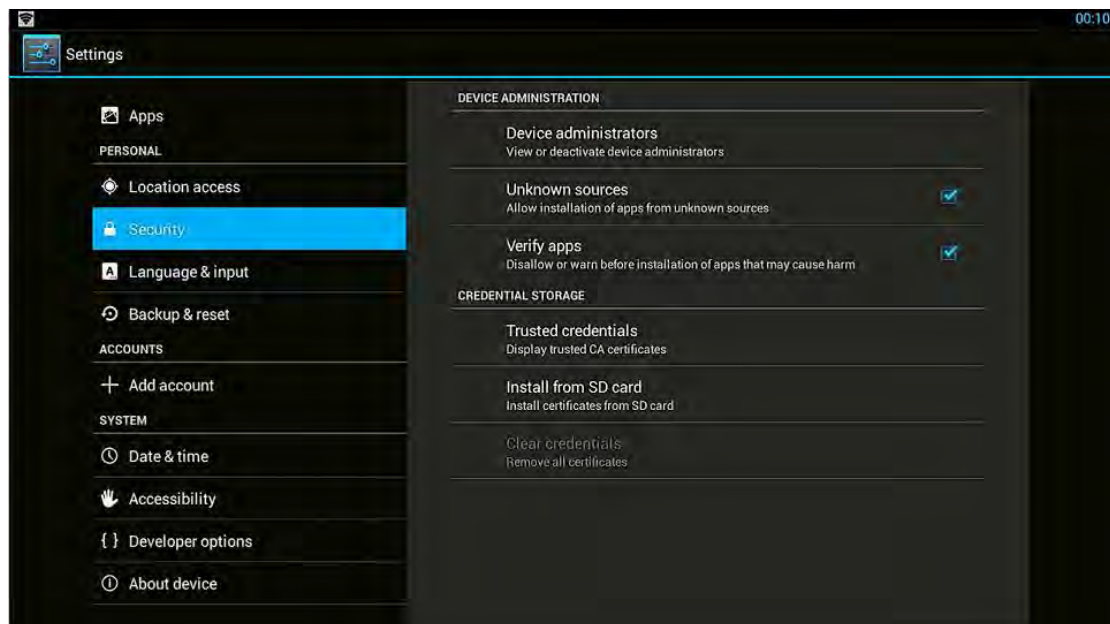 00:10
Settings
Apps
PERSONAL
Location access
Security
Language & input
Backup & reset
ACCOUNTS
Add account
SYSTEM
Date & time
Accessibility
{ } Developer options
About device
DEVICE ADMINISTRATION
Device administrators
View or deactivate device administrators
Unknown sources
Allow installation of apps from unknown sources
Verify apps
Disallow or warn before installation of apps that may cause harm
CREDENTIAL STORAGE
Trusted credentials
Display trusted CA certificates
Install from SD card
Install certificates from SD card
Clear credentials
Remove all certificates